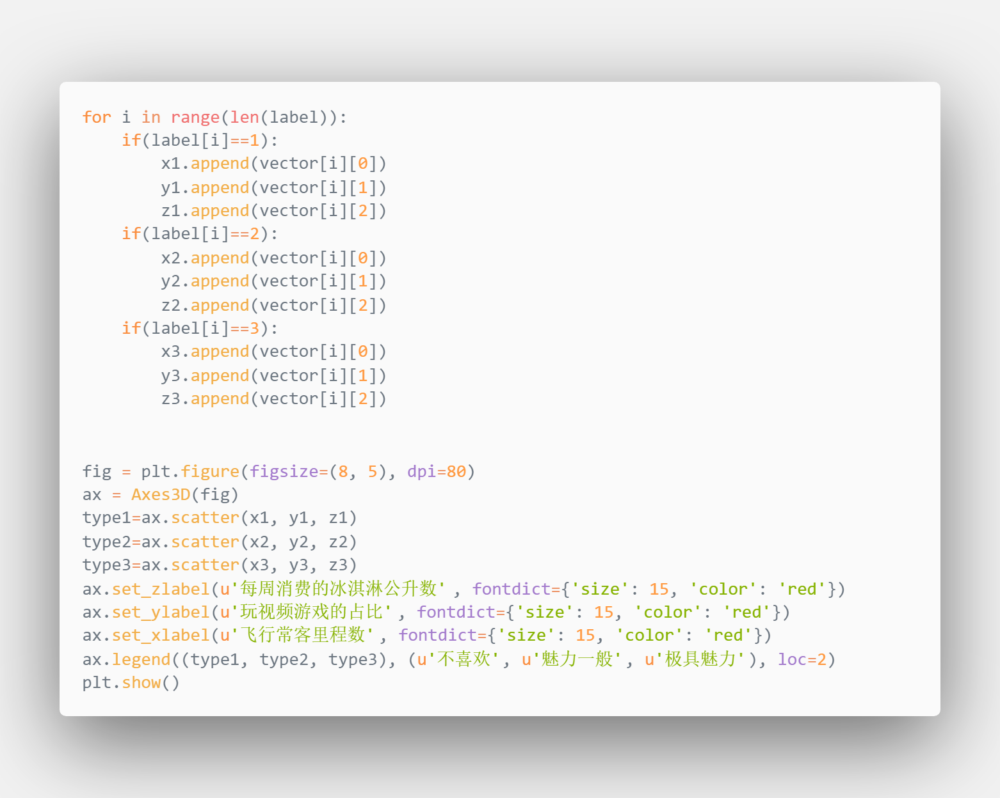 for i in range(len(label)):
    if(label[i]==1):
        x1.append(vector[i][0])
        y1.append(vector[i][1])
        z1.append(vector[i][2])
    if(label[i]==2):
        x2.append(vector[i][0])
        y2.append(vector[i][1])
        z2.append(vector[i][2])
    if(label[i]==3):
        x3.append(vector[i][0])
        y3.append(vector[i][1])
        z3.append(vector[i][2])
fig = plt.figure(figsize=(8, 5), dpi=80)
ax = Axes3D(fig)
type1=ax.scatter(x1, y1, z1)
type2=ax.scatter(x2, y2, z2)
type3=ax.scatter(x3, y3, z3)
ax.set_zlabel(u'每周消费的冰淇淋公升数', fontdict={'size': 15, 'color': 'red'})
ax.set_ylabel(u'玩视频游戏的占比', fontdict={'size': 15, 'color': 'red'})
ax.set_xlabel(u'飞行常客里程数', fontdict={'size': 15, 'color': 'red'})
ax.legend((type1, type2, type3), (u'不喜欢', u'魅力一般', u'极具魅力'), loc=2)
plt.show()